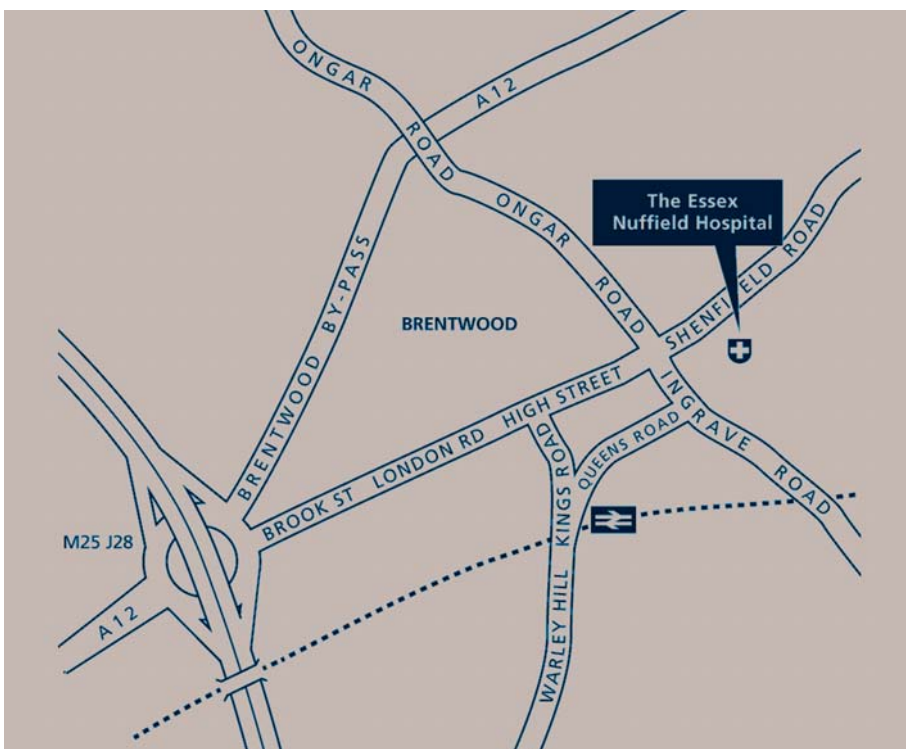 ONGAR ROAD
A12
The Essex
Nuffield Hospital
ONGAR ROAD
SHENFIELD ROAD
BRENTWOOD BY-PASS
BRENTWOOD
HIGH STREET
INGRAVE ROAD
LONDON RD
QUEENS ROAD
KINGS ROAD
BROOK ST
M25 J28
A12
WARLEY HILL